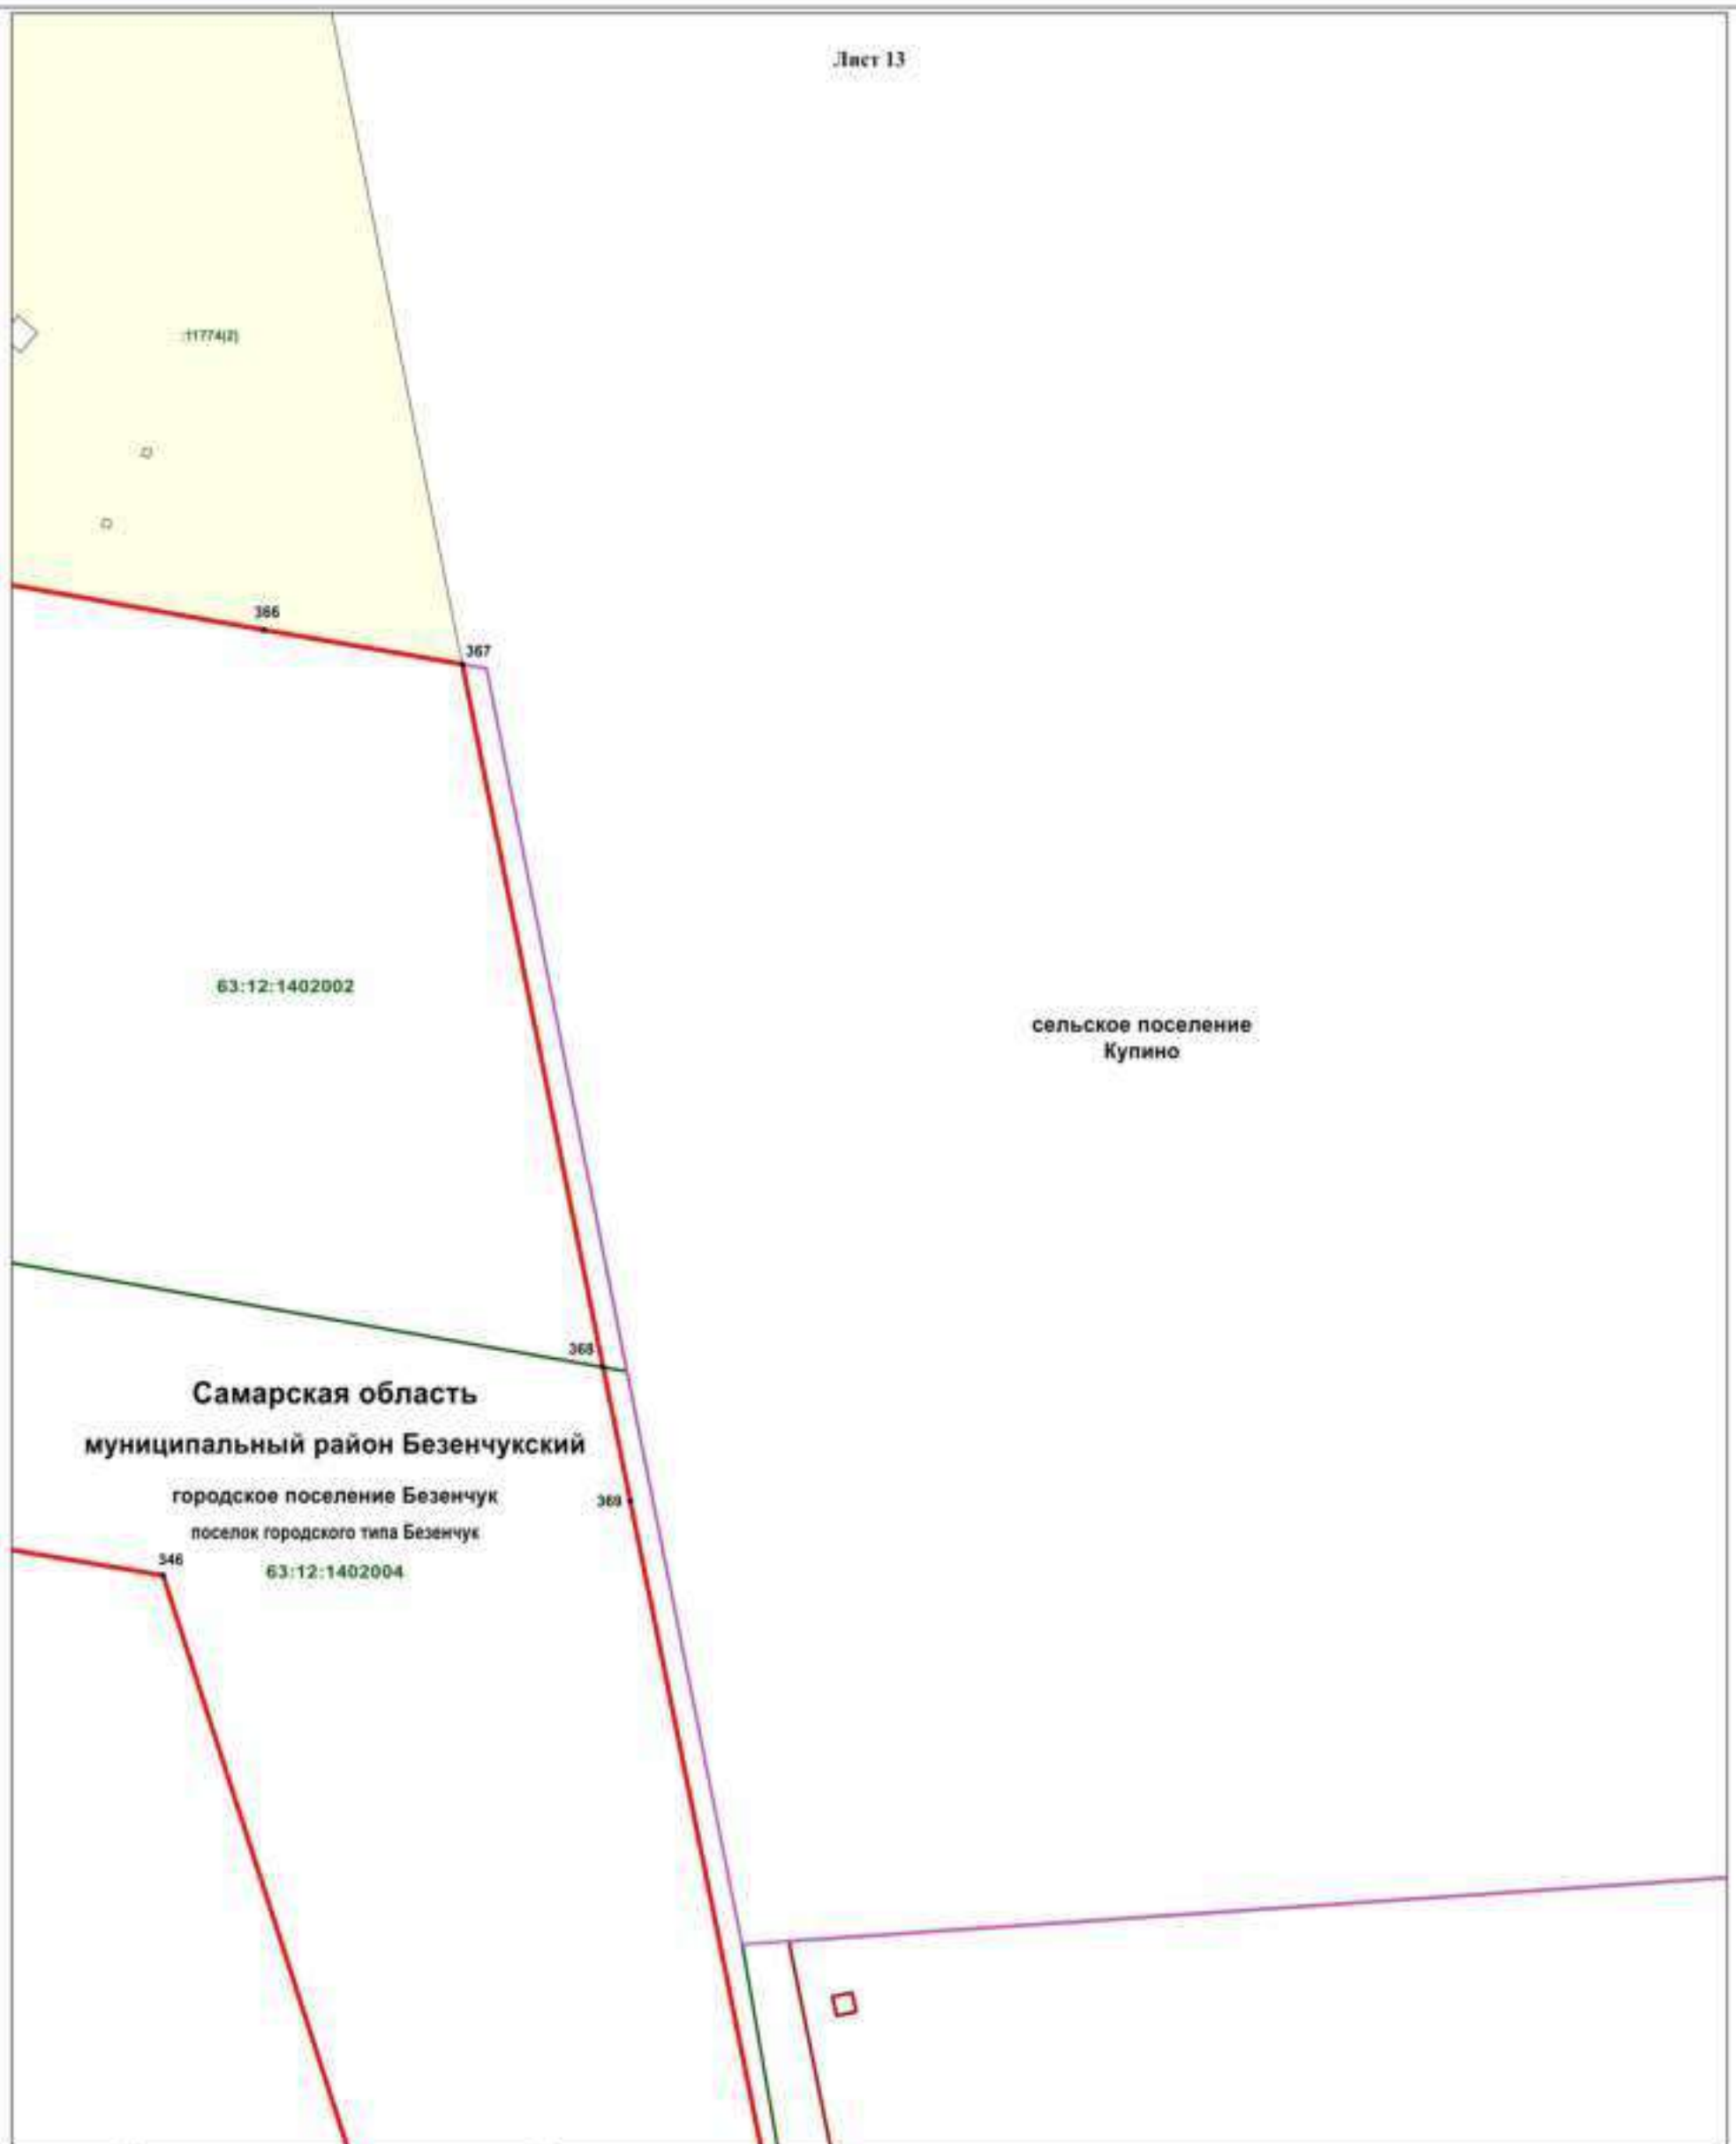 Лист 13
:11774(2)
366
367
63:12:1402002
сельское поселение
Купино
368
Самарская область
муниципальный район Безенчукский
городское поселение Безенчук
369
поселок городского типа Безенчук
346
63:12:1402004